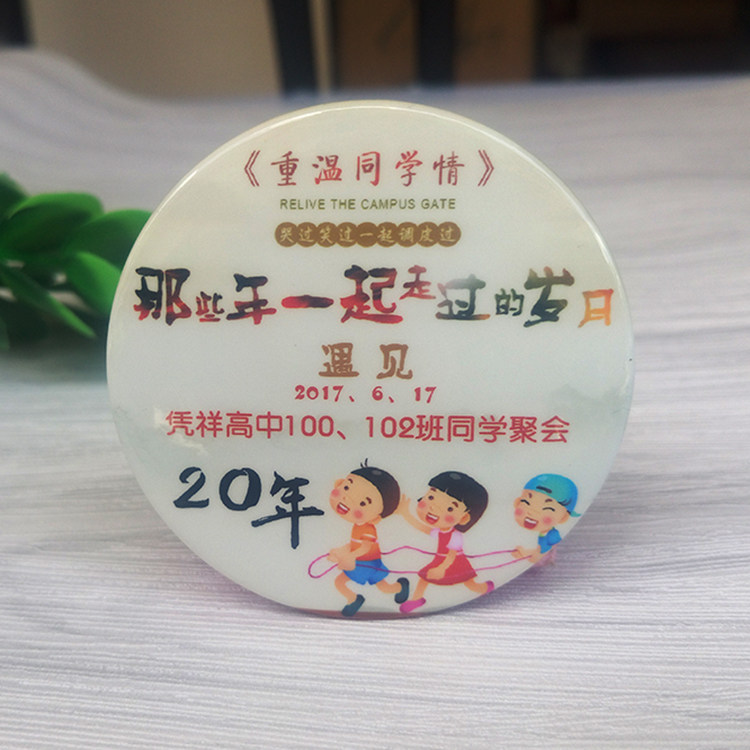 《重温同学情》
RELIVE THE CAMPUS GATE
哭过笑过一起调皮过
那些年一起走过的岁日
遇见
2017、6、17
凭祥高中100、102班同学聚会
20年